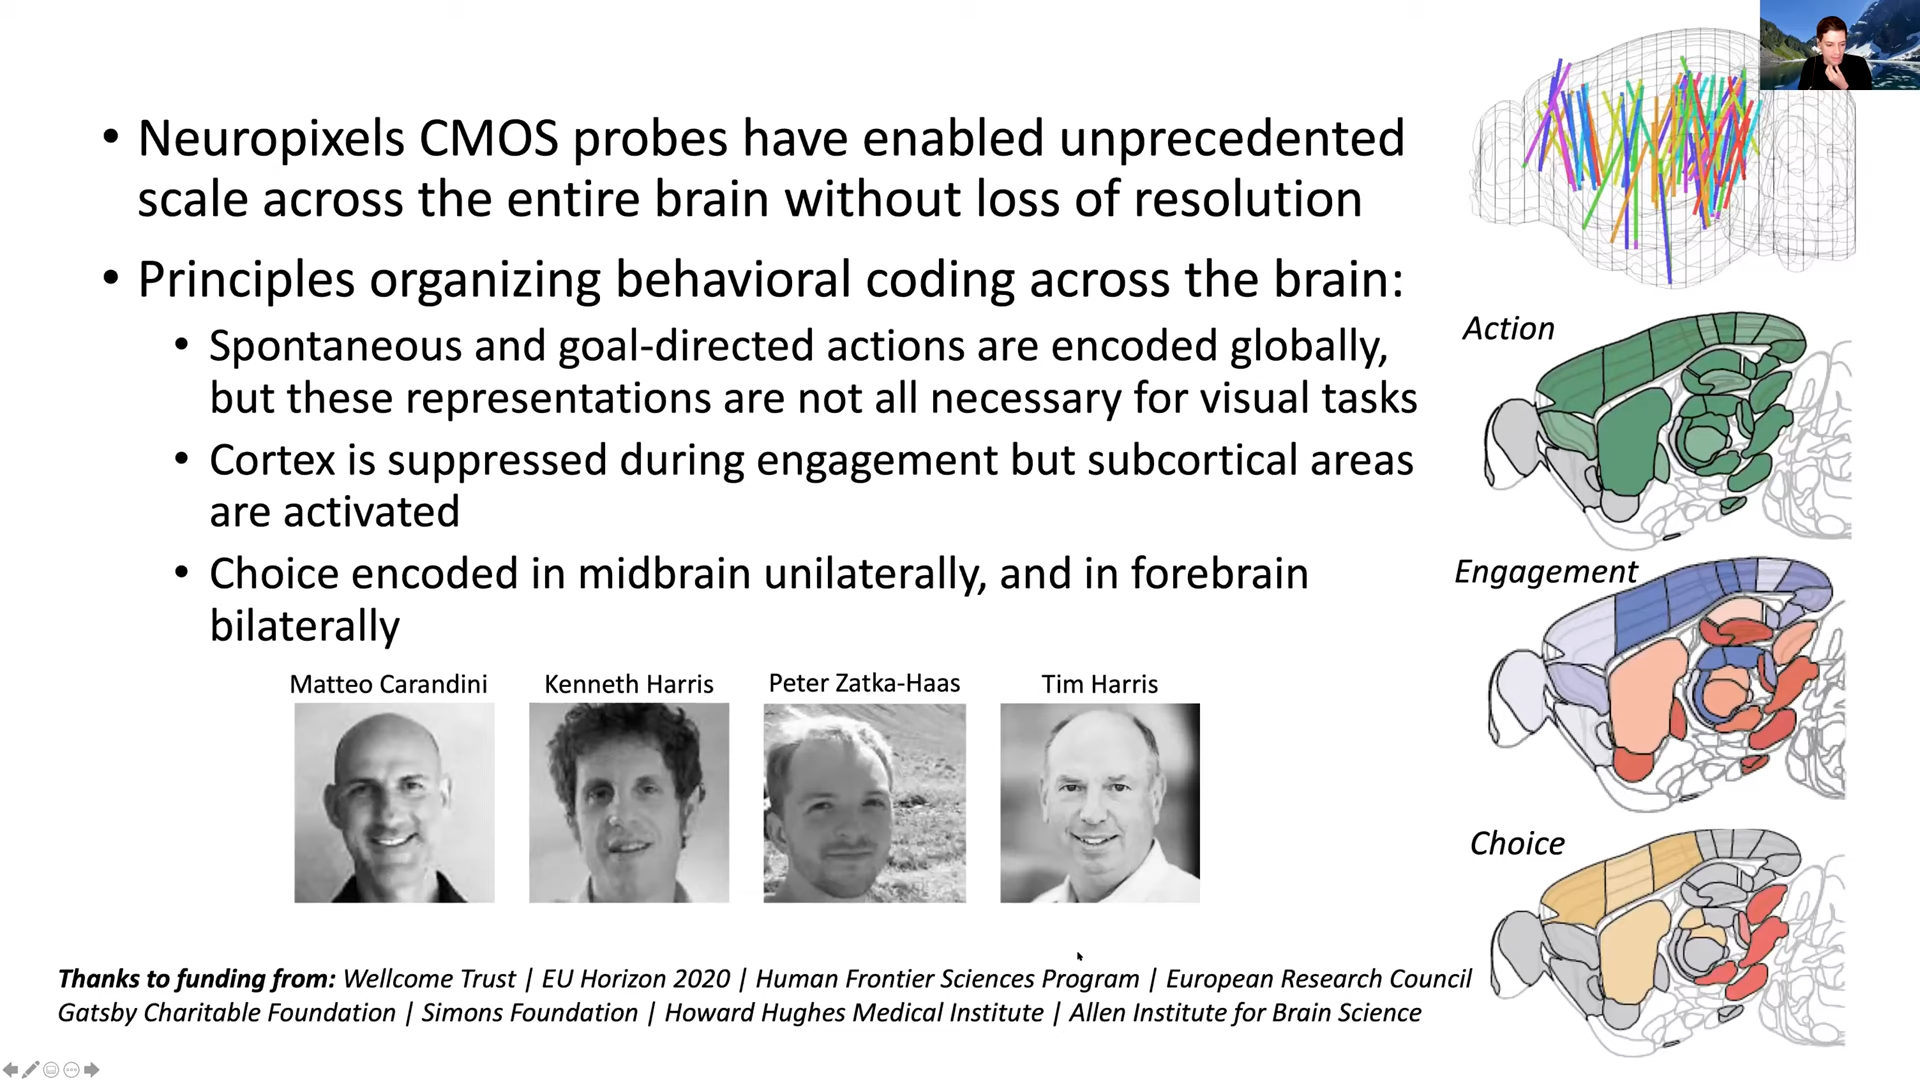 • Neuropixels CMOS probes have enabled unprecedented
scale across the entire brain without loss of resolution
• Principles organizing behavioral coding across the brain:
• Spontaneous and goal-directed actions are encoded globally,
but these representations are not all necessary for visual tasks
• Cortex is suppressed during engagement but subcortical areas
are activated
• Choice encoded in midbrain unilaterally, and in forebrain
bilaterally
Action
Engagement
Choice
Matteo Carandini
Kenneth Harris
Peter Zatka-Haas
Tim Harris
Thanks to funding from: Wellcome Trust | EU Horizon 2020 | Human Frontier Sciences Program | European Research Council
Gatsby Charitable Foundation | Simons Foundation | Howard Hughes Medical Institute | Allen Institute for Brain Science